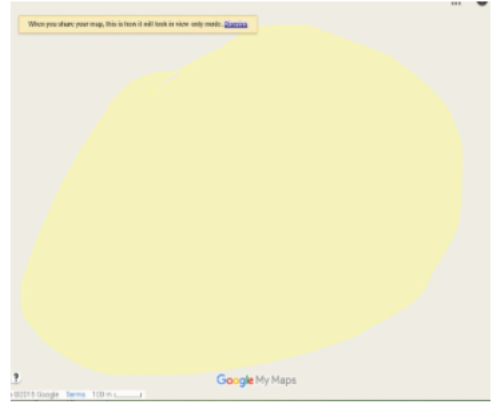 When you share your map, this is how it will look in view-only mode. Dismiss
?
Google My Maps
©2016 Google Terms 100 m